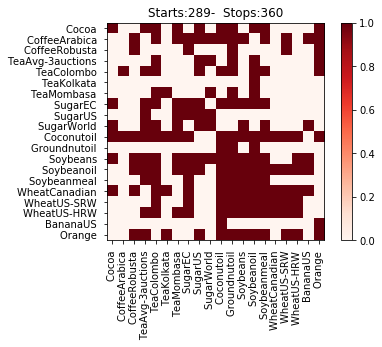 Starts:289-  Stops:360
Cocoa
CoffeeArabica
CoffeeRobusta
TeaAvg-3auctions
TeaColombo
TeaKolkata
TeaMombasa
SugarEC
SugarUS
SugarWorld
Coconutoil
Groundnutoil
Soybeans
Soybeanoil
Soybeanmeal
WheatCanadian
WheatUS-SRW
WheatUS-HRW
BananaUS
Orange
Cocoa
CoffeeArabica
CoffeeRobusta
TeaAvg-3auctions
TeaColombo
TeaKolkata
TeaMombasa
SugarEC
SugarUS
SugarWorld
Coconutoil
Groundnutoil
Soybeans
Soybeanoil
Soybeanmeal
WheatCanadian
WheatUS-SRW
WheatUS-HRW
BananaUS
Orange
1.0
0.8
0.6
0.4
0.2
0.0